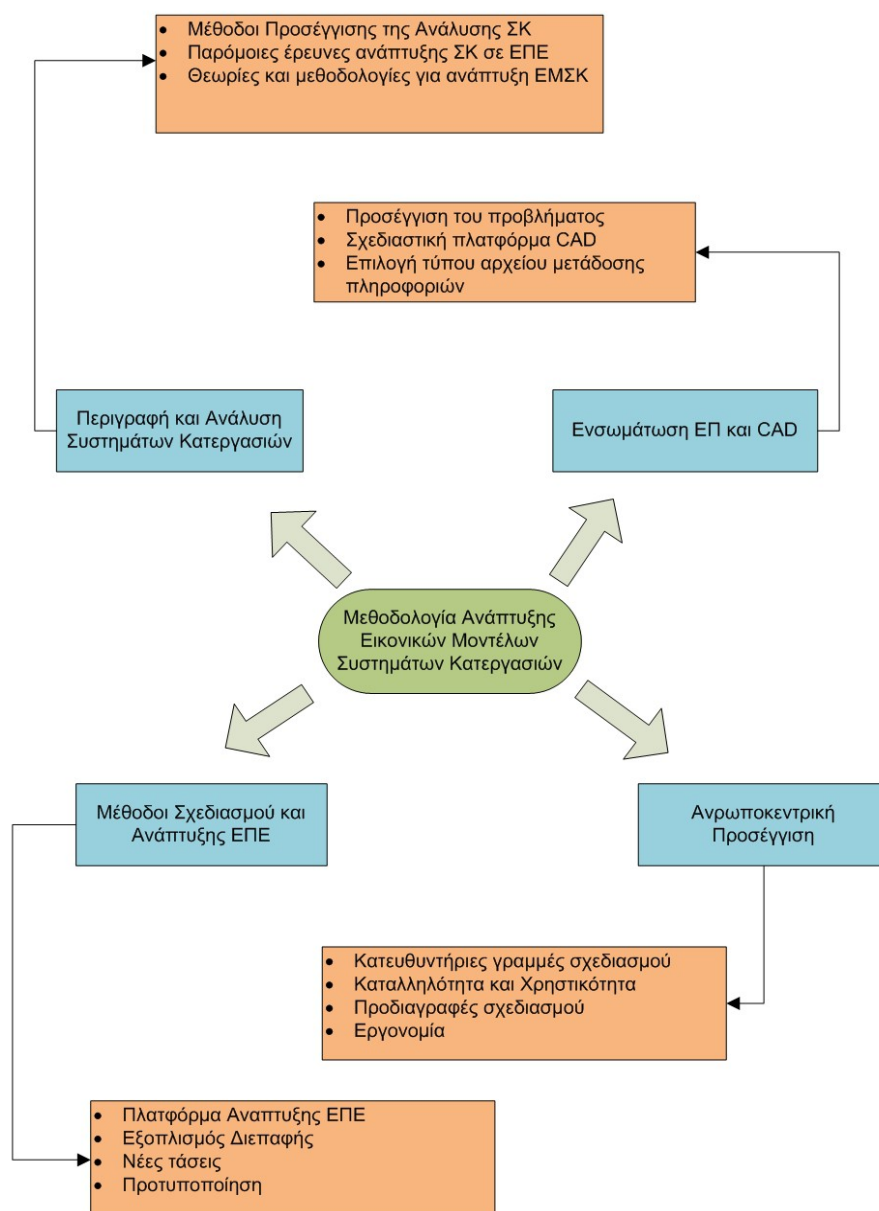 • Μέθοδοι Προσέγγισης της Ανάλυσης ΣΚ
• Παρόμοιες έρευνες ανάπτυξης ΣΚ σε ΕΠΕ
• Θεωρίες και μεθοδολογίες για ανάπτυξη ΕΜΣΚ
• Προσέγγιση του προβλήματος
• Σχεδιαστική πλατφόρμα CAD
• Επιλογή τύπου αρχείου μετάδοσης
πληροφοριών
Περιγραφή και Ανάλυση
Συστημάτων Κατεργασιών
Ενσωμάτωση ΕΠ και CAD
Μεθοδολογία Ανάπτυξης
Εικονικών Μοντέλων
Συστημάτων Κατεργασιών
Μέθοδοι Σχεδιασμού και
Ανάπτυξης ΕΠΕ
Ανρωποκεντρική
Προσέγγιση
• Κατευθυντήριες γραμμές σχεδιασμού
• Καταλληλότητα και Χρηστικότητα
• Προδιαγραφές σχεδιασμού
• Εργονομία
• Πλατφόρμα Αναπτυξης ΕΠΕ
• Εξοπλισμός Διεπαφής
• Νέες τάσεις
• Προτυποποίηση